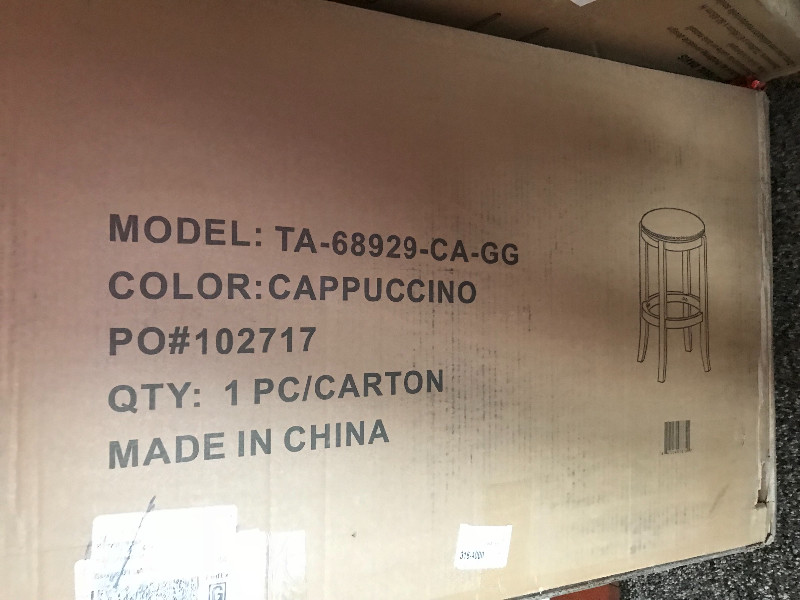 MODEL: TA-68929-CA-GG
COLOR:CAPPUCCINO
PO#102717
QTY: 1 PC/CARTON
MADE IN CHINA